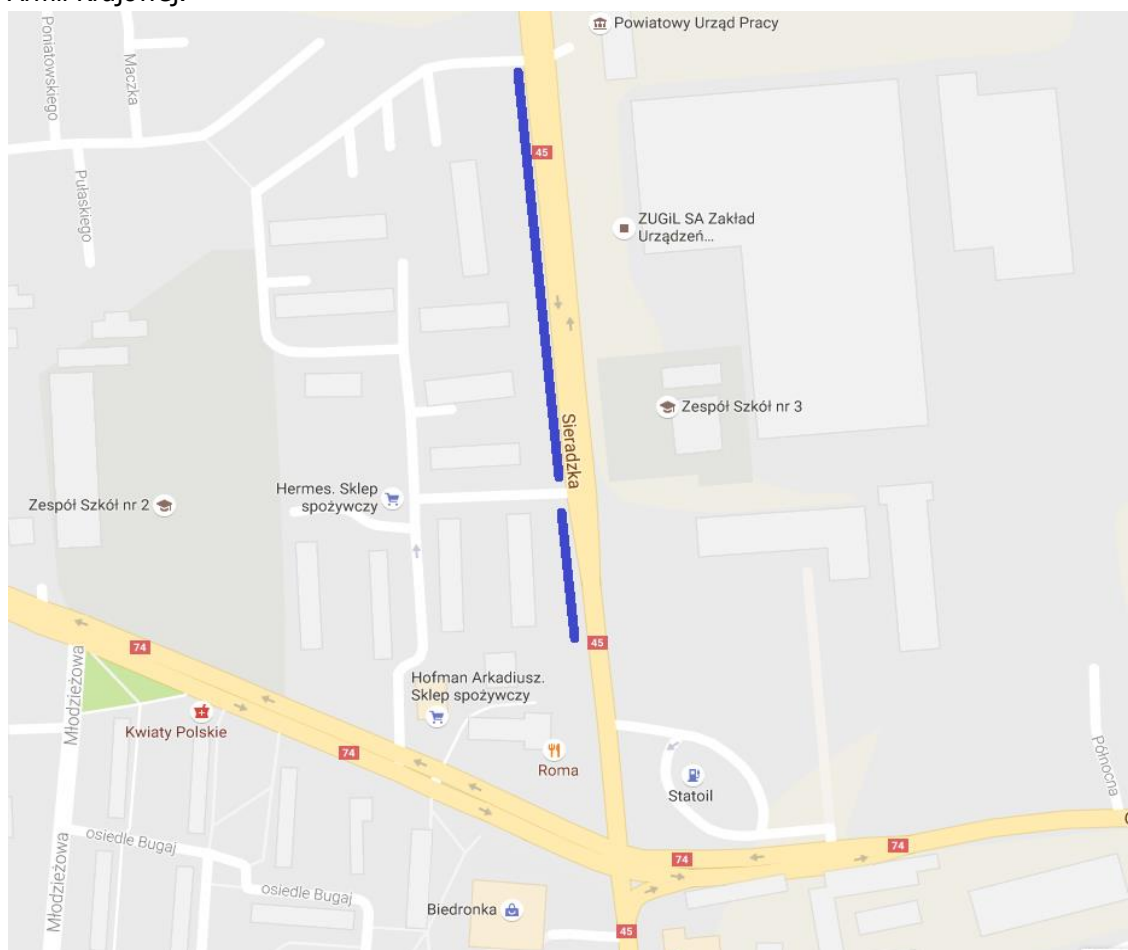 Armii Krajowej.
Powiatowy Urząd Pracy
Poniatowskiego
Maczka
45
Pułaskiego
ZUGiL SA Zakład
Urządzeń...
Sieradzka
Zespół Szkół nr 3
Hermes. Sklep
spożywczy
Zespół Szkół nr 2
45
74
Młodzieżowa
Hofman Arkadiusz.
Sklep spożywczy
Kwiaty Polskie
74
Roma
Statoil
Północna
osiedle Bugaj
Młodzieżowa
74
74
osiedle Bugaj
Biedronka
45